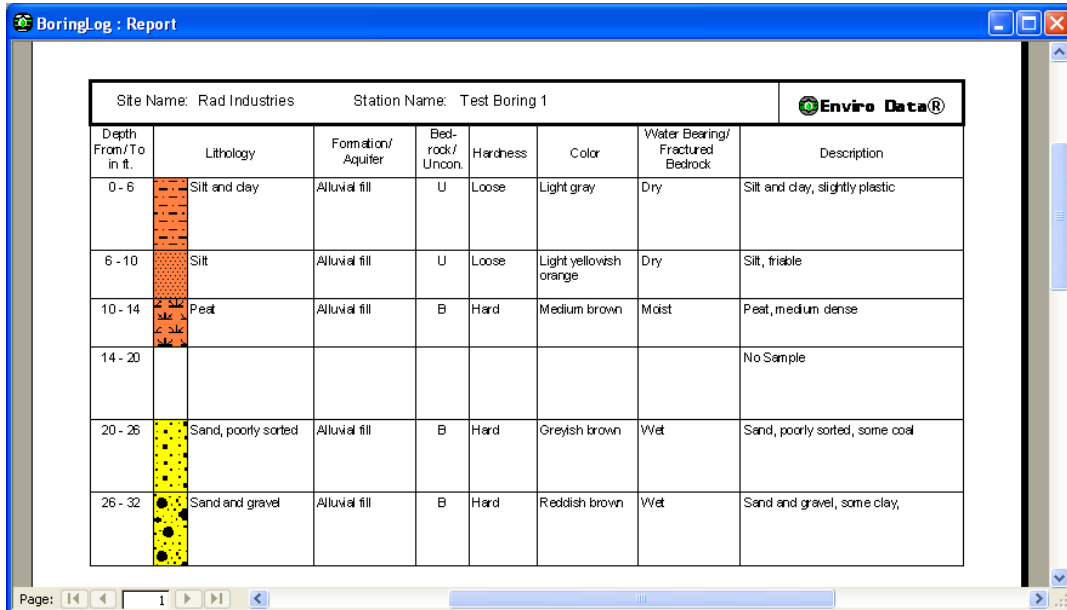 BoringLog : Report
Site Name: Rad Industries Station Name: Test Boring 1 Enviro Data®
Depth From/To in ft. Lithology Formation/ Aquifer Bed- rock/ Uncon. Hardness Color Water Bearing/ Fractured Bedrock Description
0 - 6 Silt and clay Alluvial fill U Loose Light gray Dry Silt and clay, slightly plastic
6 - 10 Silt Alluvial fill U Loose Light yellowish orange Dry Silt, friable
10 - 14 Peat Alluvial fill B Hard Medium brown Moist Peat, medium dense
14 - 20 No Sample
20 - 26 Sand, poorly sorted Alluvial fill B Hard Greyish brown Wet Sand, poorly sorted, some coal
26 - 32 Sand and gravel Alluvial fill B Hard Reddish brown Wet Sand and gravel, some clay,
Page: 1